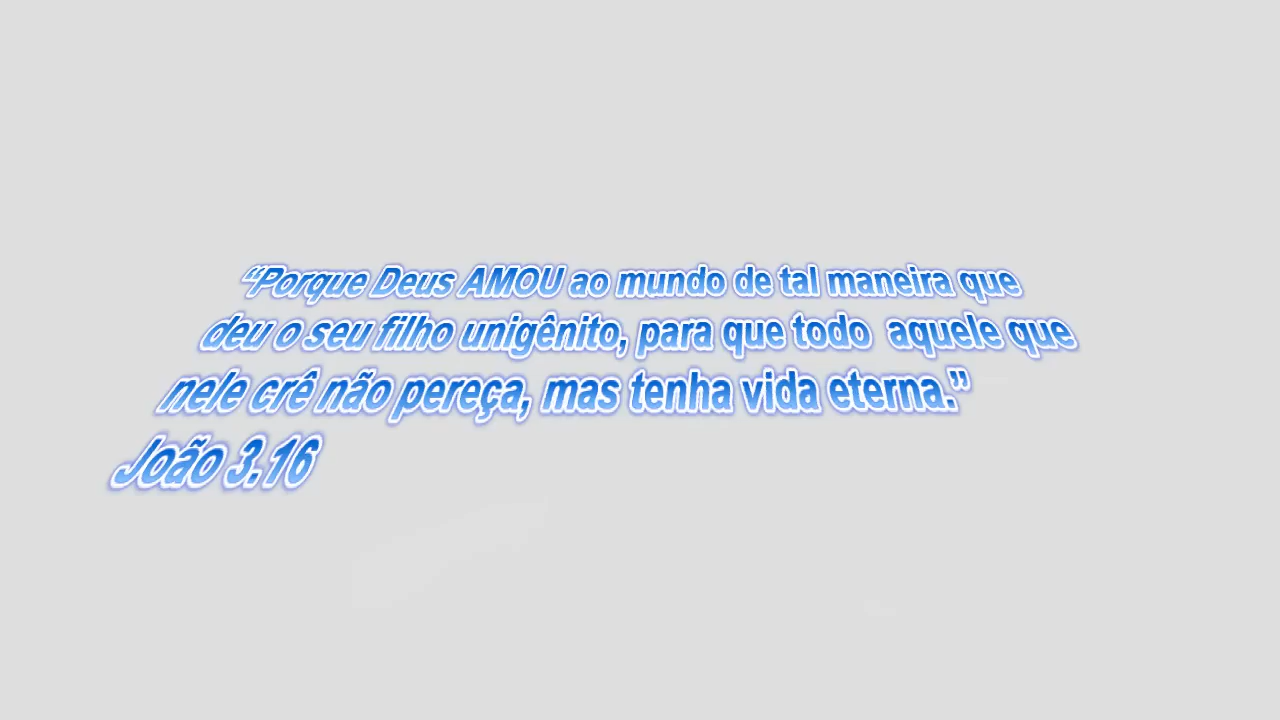 “Porque Deus AMOU ao mundo de tal maneira que
deu o seu filho unigênito, para que todo aquele que
nele crê não pereça, mas tenha vida eterna.”
João 3.16